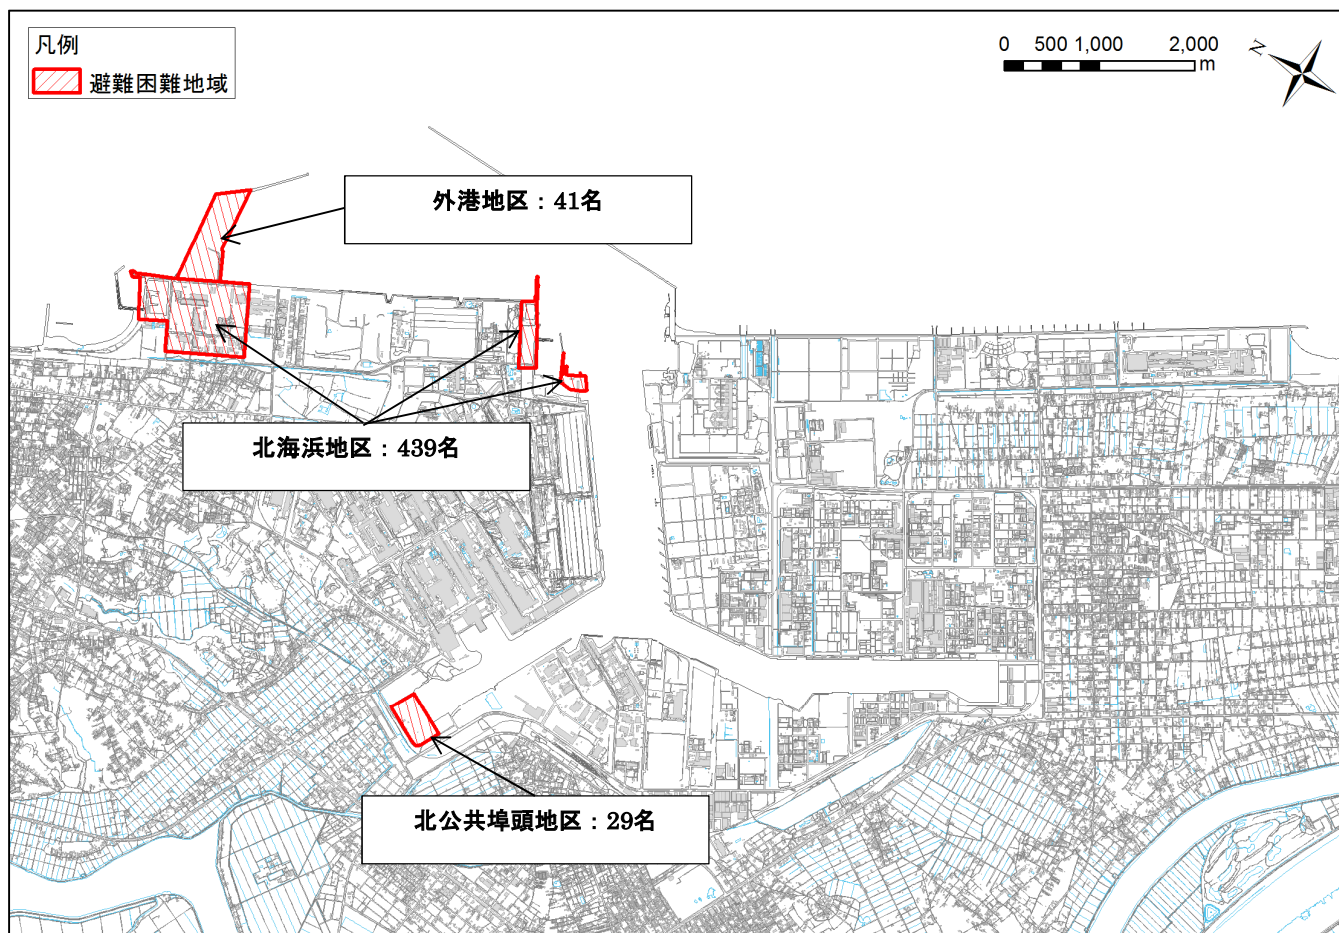 凡例
避難困難地域
0 500 1,000 2,000
m
N
外港地区：41名
北海浜地区：439名
北公共埠頭地区：29名